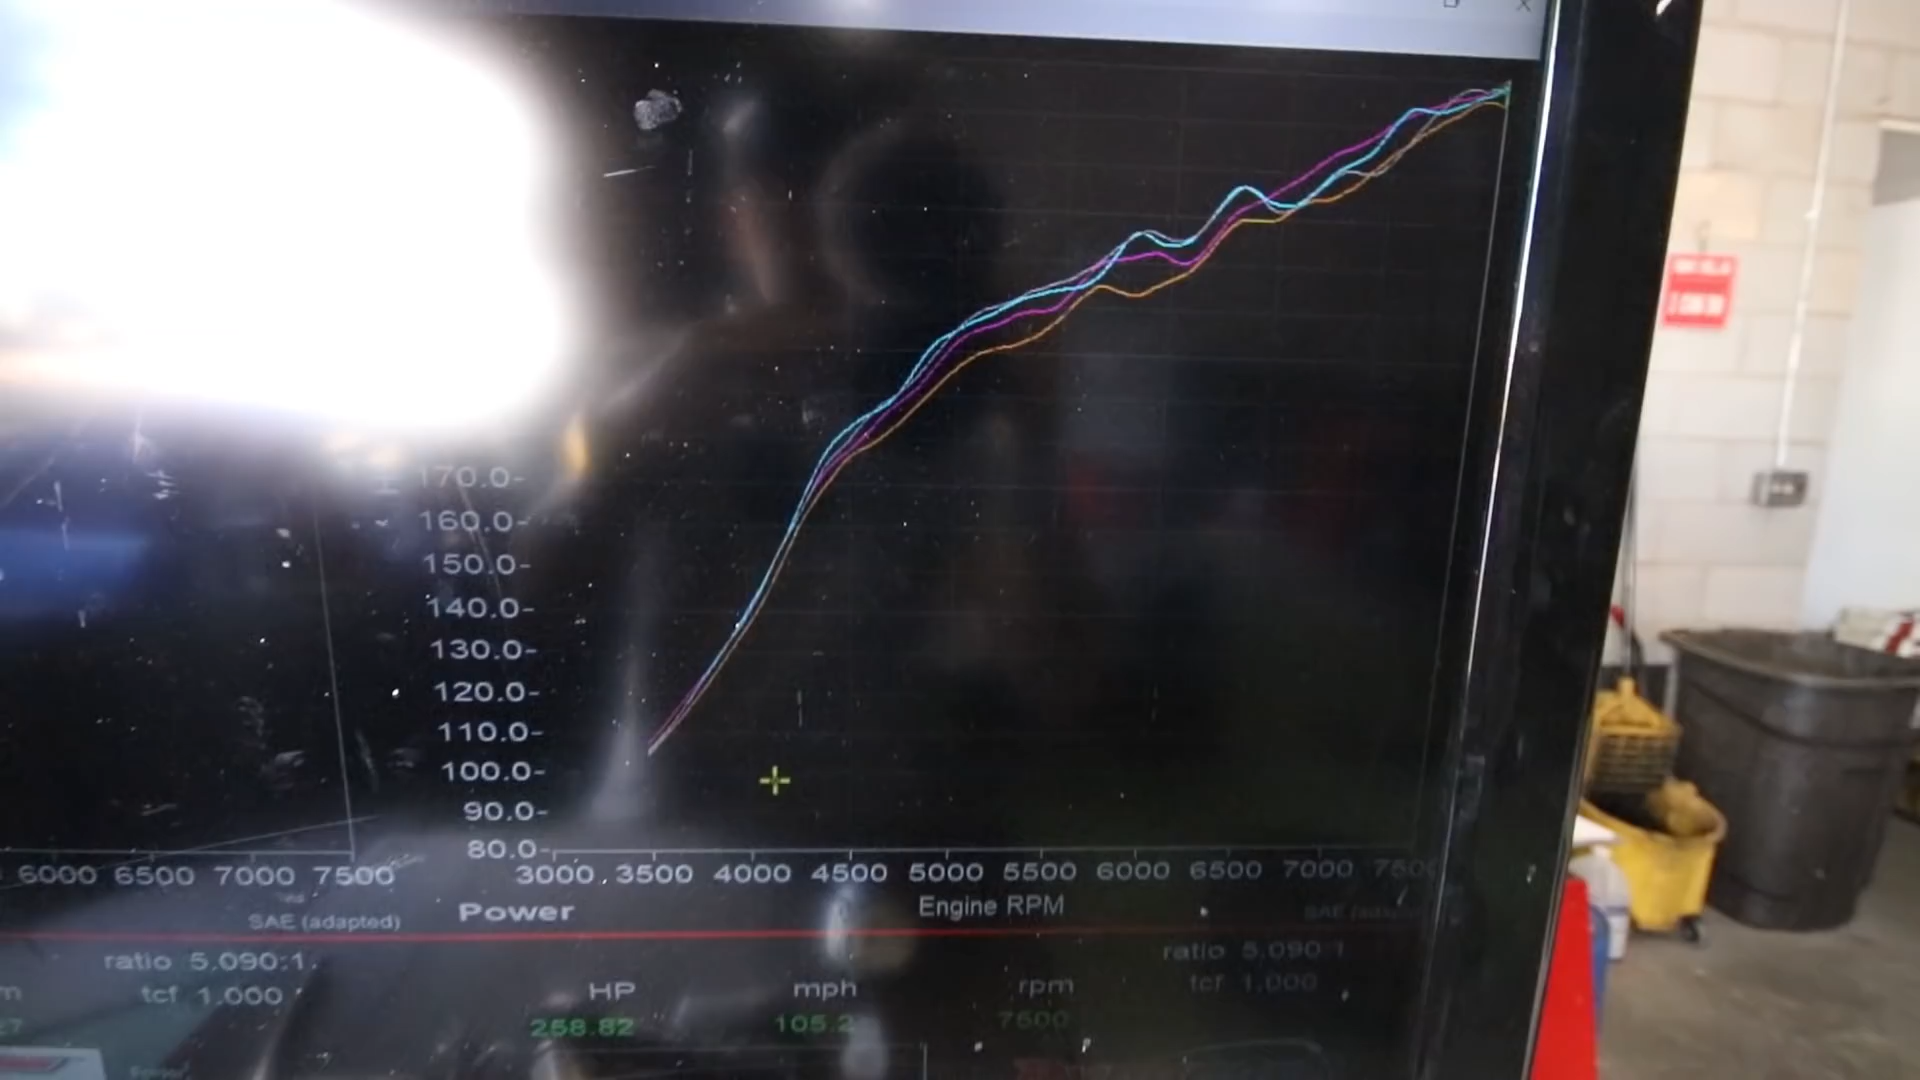 170.0-
160.0-
150.0-
140.0-
130.0-
120.0-
110.0-
100.0-
90.0-
80.0-
6000 6500 7000 7500
3000 3500 4000 4500 5000 5500 6000 6500 7000 7500
SAE (adapted)
Power
Engine RPM
ratio 5.090:1
tcf 1.000
HP
mph
rpm
258.82
105.2
7500
ratio 5.090:1
tcf 1.000